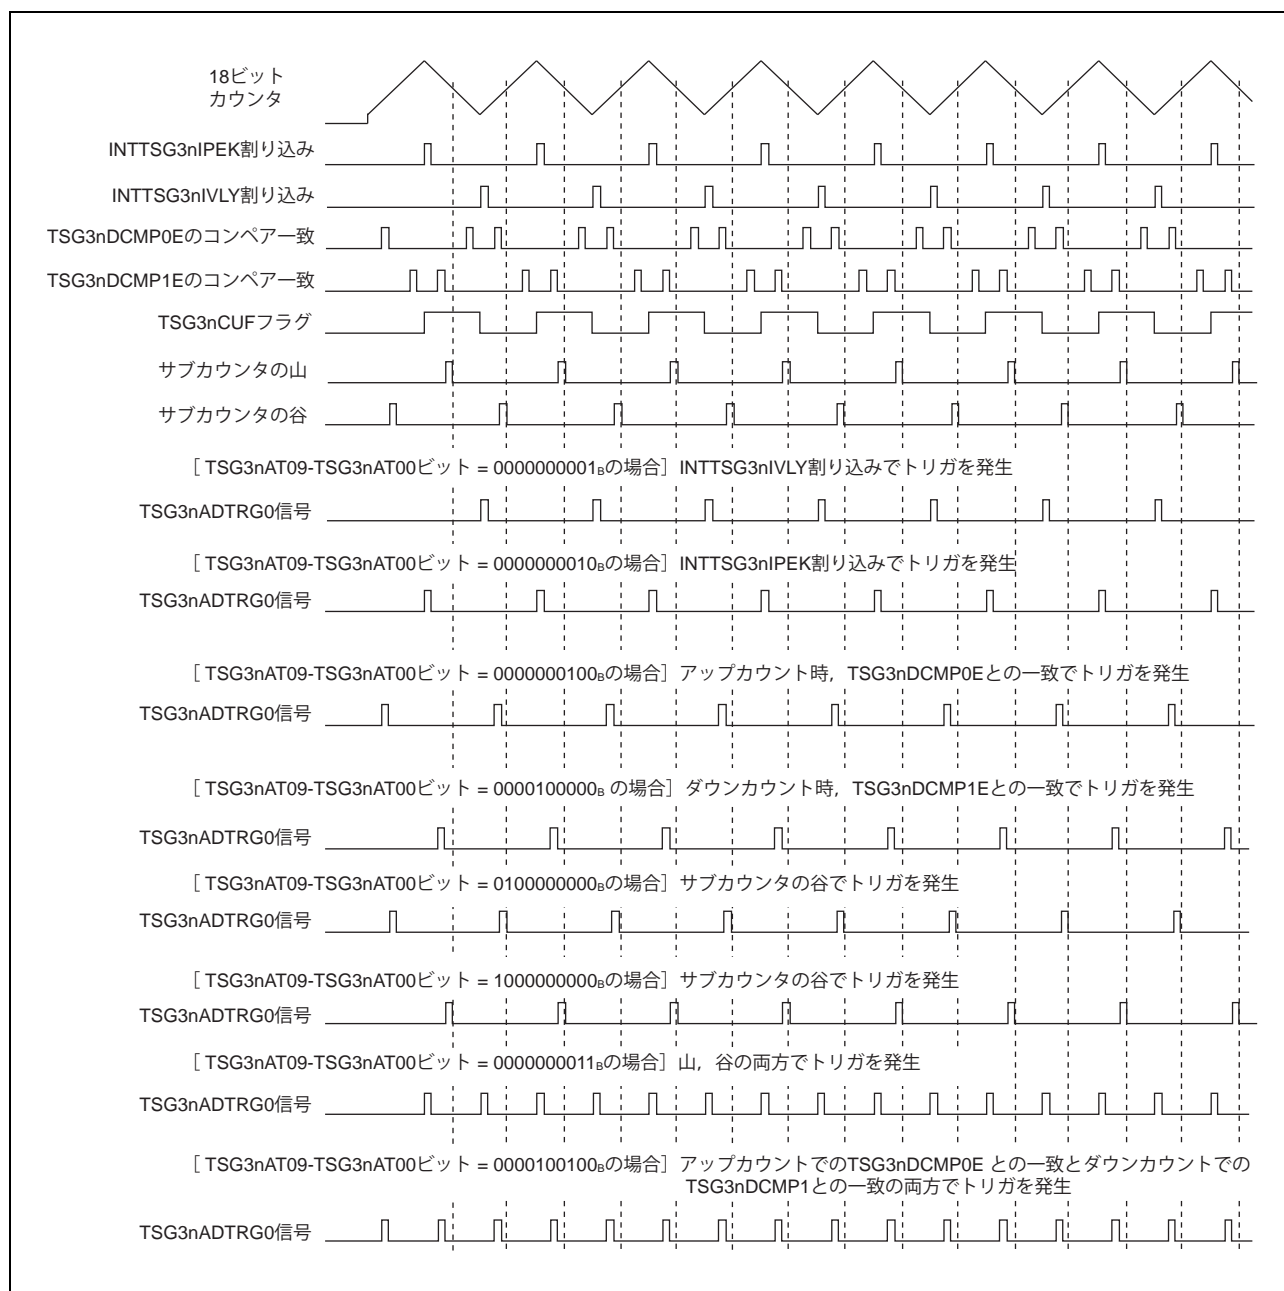 18ビット
カウンタ
INTTSG3nIPEK割り込み
INTTSG3nIVLY割り込み
TSG3nDCMP0Eのコンペア一致
TSG3nDCMP1Eのコンペア一致
TSG3nCUFフラグ
サブカウンタの山
サブカウンタの谷
［TSG3nAT09-TSG3nAT00ビット = 0000000001Bの場合］INTTSG3nIVLY割り込みでトリガを発生
TSG3nADTRG0信号
［TSG3nAT09-TSG3nAT00ビット = 0000000010Bの場合］INTTSG3nIPEK割り込みでトリガを発生
TSG3nADTRG0信号
［TSG3nAT09-TSG3nAT00ビット = 0000000100Bの場合］アップカウント時，TSG3nDCMP0Eとの一致でトリガを発生
TSG3nADTRG0信号
［TSG3nAT09-TSG3nAT00ビット = 0000100000B の場合］ダウンカウント時，TSG3nDCMP1Eとの一致でトリガを発生
TSG3nADTRG0信号
［TSG3nAT09-TSG3nAT00ビット = 0100000000Bの場合］サブカウンタの谷でトリガを発生
TSG3nADTRG0信号
［TSG3nAT09-TSG3nAT00ビット = 1000000000Bの場合］サブカウンタの谷でトリガを発生
TSG3nADTRG0信号
［TSG3nAT09-TSG3nAT00ビット = 0000000011Bの場合］山，谷の両方でトリガを発生
TSG3nADTRG0信号
［TSG3nAT09-TSG3nAT00ビット = 0000100100Bの場合］アップカウントでのTSG3nDCMP0E との一致とダウンカウントでの
TSG3nDCMP1との一致の両方でトリガを発生
TSG3nADTRG0信号